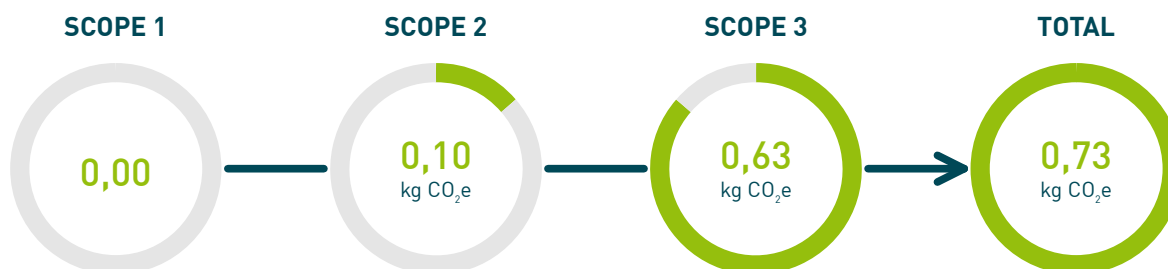 SCOPE 1
SCOPE 2
SCOPE 3
TOTAL
0,00
0,10
kg CO₂e
0,63
kg CO₂e
0,73
kg CO₂e